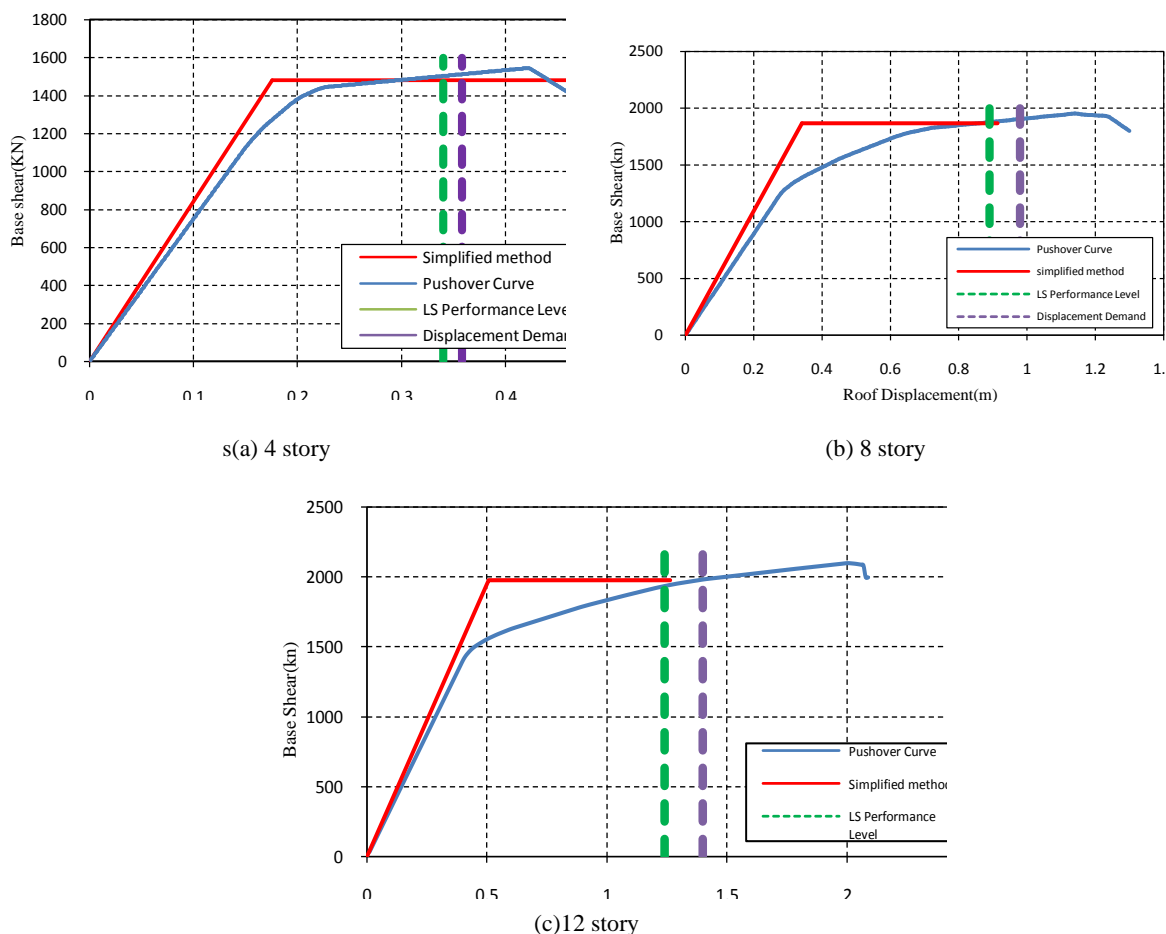 1800
1600
1400
1200
1000
800
600
400
200
0
Base shear(KN)
0
0.1
0.2
0.3
0.4
Simplified method
Pushover Curve
LS Performance Leve
Displacement Deman
s(a) 4 story
2500
2000
1500
1000
500
0
Base Shear(kn)
0
0.2
0.4
0.6
0.8
1
1.2
1.
Roof Displacement(m)
Pushover Curve
simplified method
LS Performance Level
Displacement Demand
(b) 8 story
2500
2000
1500
1000
500
0
Base Shear(kn)
0
0.5
1
1.5
2
Pushover Curve
Simplified method
LS Performance
Level
(c)12 story